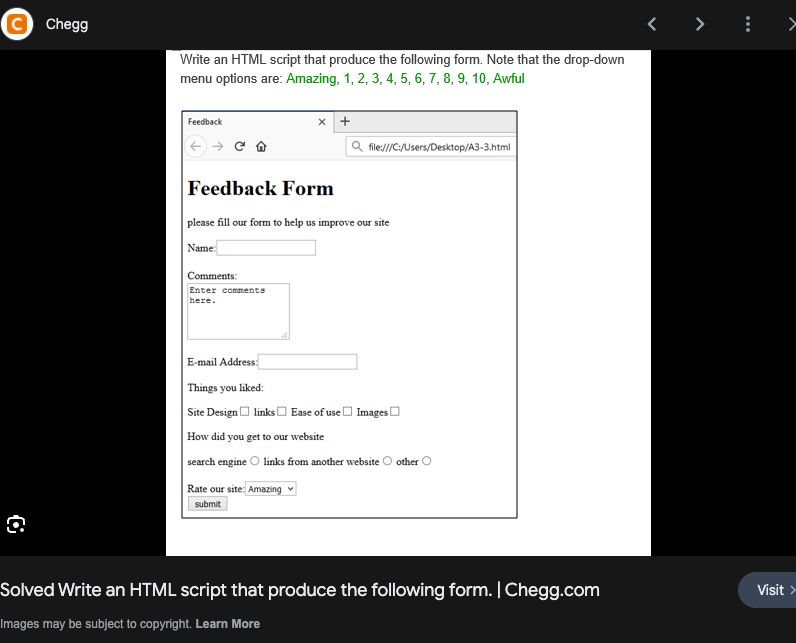 Chegg
Write an HTML script that produce the following form. Note that the drop-down
menu options are: Amazing, 1, 2, 3, 4, 5, 6, 7, 8, 9, 10, Awful
Feedback
file:///C:/Users/Desktop/A3-3.html
Feedback Form
please fill our form to help us improve our site
Name:
Comments:
Enter comments
here.
E-mail Address:
Things you liked:
Site Design links Ease of use Images
How did you get to our website
search engine links from another website other
Rate our site: Amazing
submit
Solved Write an HTML script that produce the following form. | Chegg.com
Visit
Images may be subject to copyright. Learn More